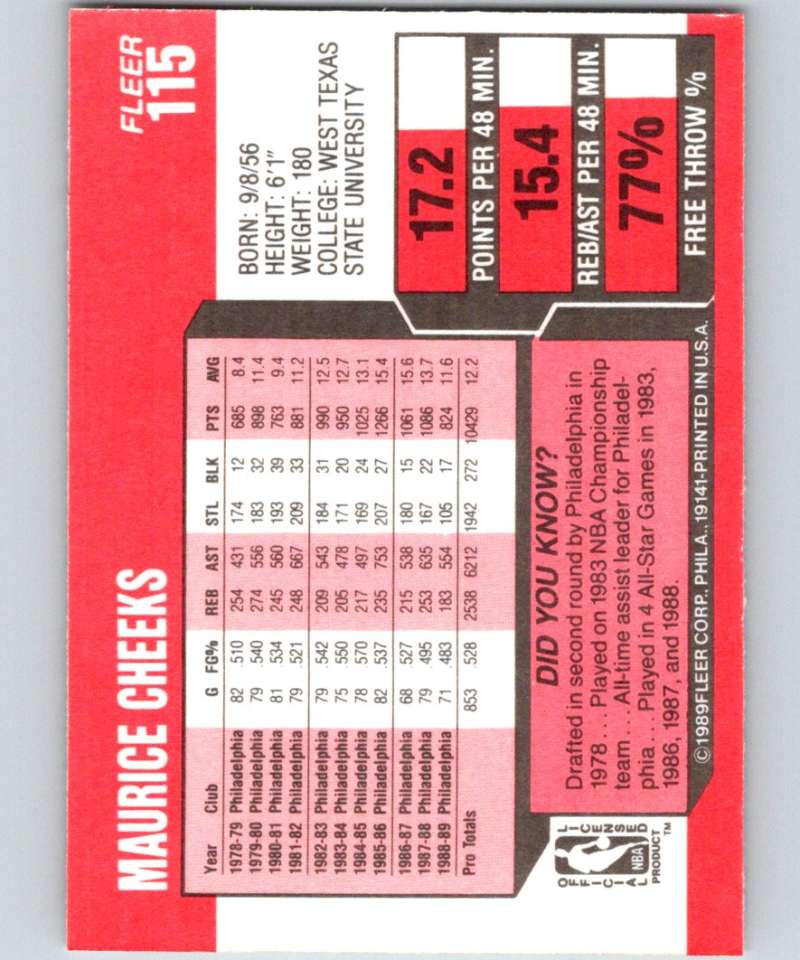 MAURICE CHEEKS
FLEER
115
Year Club G FG% REB AST STL BLK PTS AVG
1978-79 Philadelphia 82 .510 254 431 174 12 685 8.4
1979-80 Philadelphia 79 .540 274 556 183 32 898 11.4
1980-81 Philadelphia 81 .534 245 560 193 39 763 9.4
1981-82 Philadelphia 79 .521 248 667 209 33 881 11.2
1982-83 Philadelphia 79 .542 209 543 184 31 990 12.5
1983-84 Philadelphia 75 .550 205 478 171 20 950 12.7
1984-85 Philadelphia 78 .570 217 497 169 24 1025 13.1
1985-86 Philadelphia 82 .537 235 753 207 27 1266 15.4
1986-87 Philadelphia 68 .527 215 538 180 15 1061 15.6
1987-88 Philadelphia 79 .495 253 635 167 22 1086 13.7
1988-89 Philadelphia 71 .483 183 554 105 17 824 11.6
Pro Totals 853 .528 2538 6212 1942 272 10429 12.2
BORN: 9/8/56
HEIGHT: 6'1"
WEIGHT: 180
COLLEGE: WEST TEXAS
STATE UNIVERSITY
17.2
POINTS PER 48 MIN.
15.4
REB/AST PER 48 MIN.
77%
FREE THROW %
DID YOU KNOW?
Drafted in second round by Philadelphia in
1978 ... Played on 1983 NBA Championship
team ... All-time assist leader for Philadel-
phia ... Played in 4 All-Star Games in 1983,
1986, 1987, and 1988.
OFFICIAL
LICENSED
NBA
PRODUCT™
©1989FLEER CORP., PHILA., 19141-PRINTED IN U.S.A.